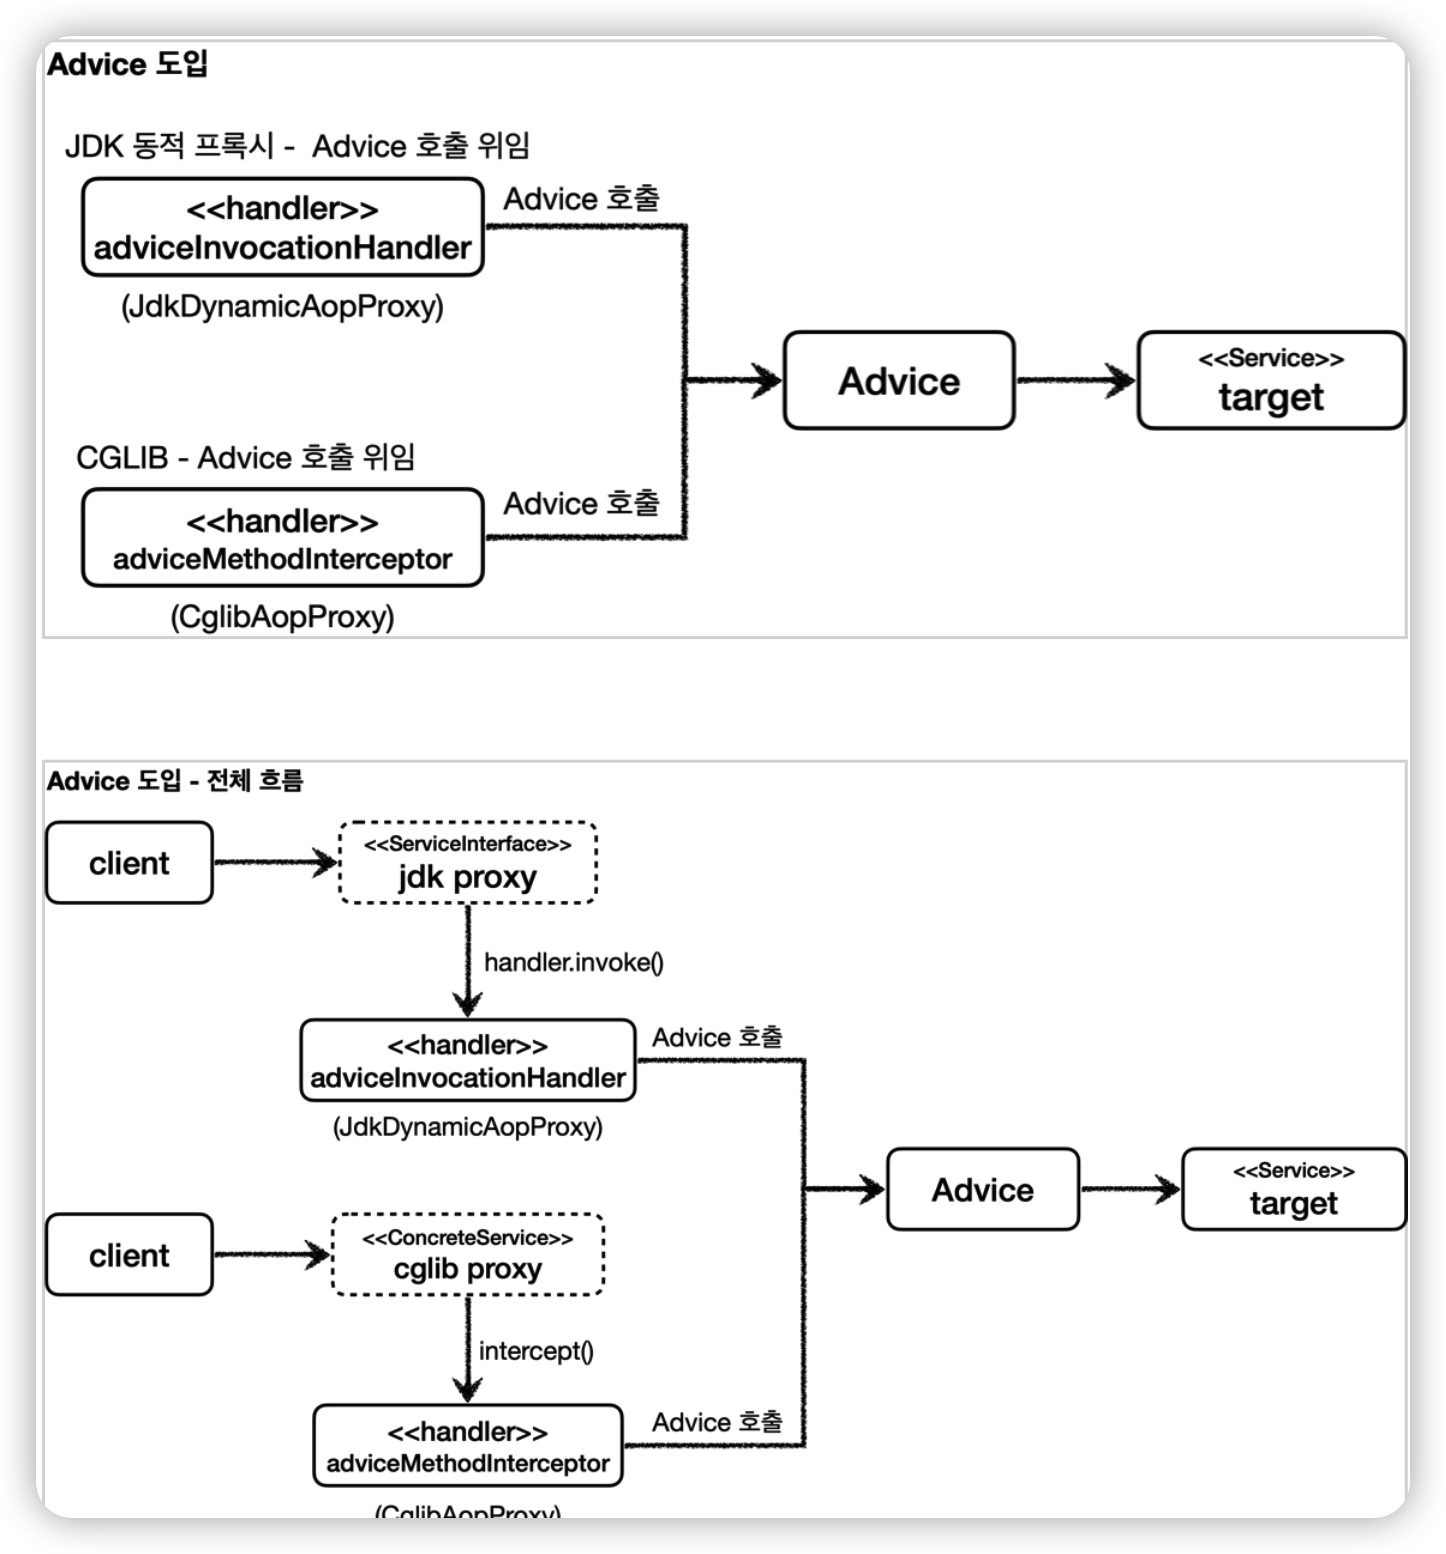 Advice 도입
JDK 동적 프록시 - Advice 호출 위임
<<handler>>
adviceInvocationHandler
(JdkDynamicAopProxy)
Advice 호출
Advice
<<Service>>
target
CGLIB - Advice 호출 위임
<<handler>>
adviceMethodInterceptor
(CglibAopProxy)
Advice 호출
Advice 도입 - 전체 흐름
client
<<ServiceInterface>>
jdk proxy
handler.invoke()
<<handler>>
adviceInvocationHandler
(JdkDynamicAopProxy)
Advice 호출
Advice
<<Service>>
target
client
<<ConcreteService>>
cglib proxy
intercept()
<<handler>>
adviceMethodInterceptor
Advice 호출
(CglibAopProxy)